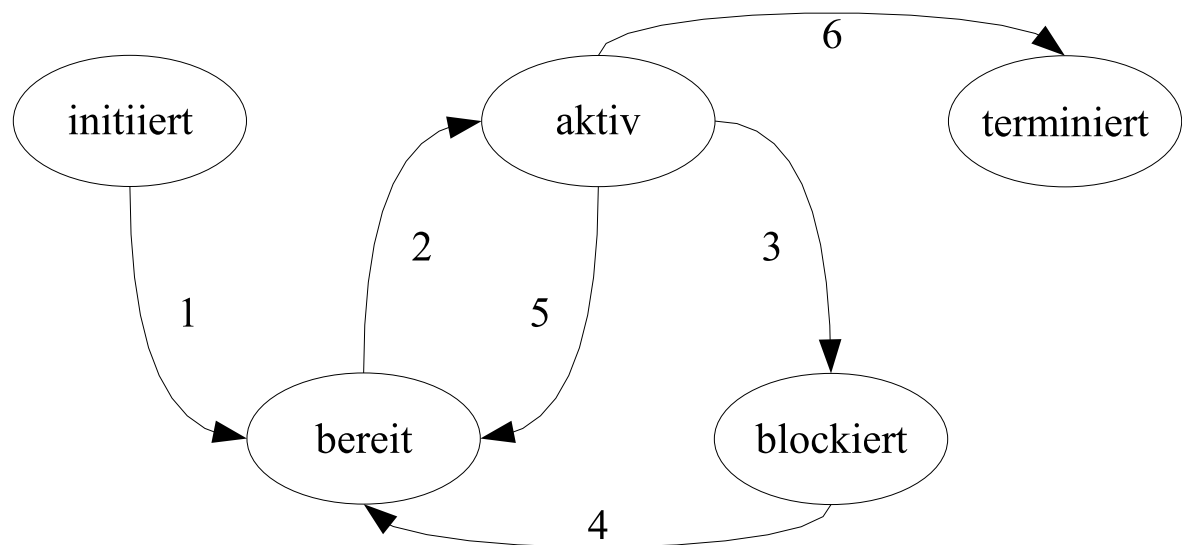 6
initiiert
aktiv
terminiert
2
3
1
5
bereit
blockiert
4